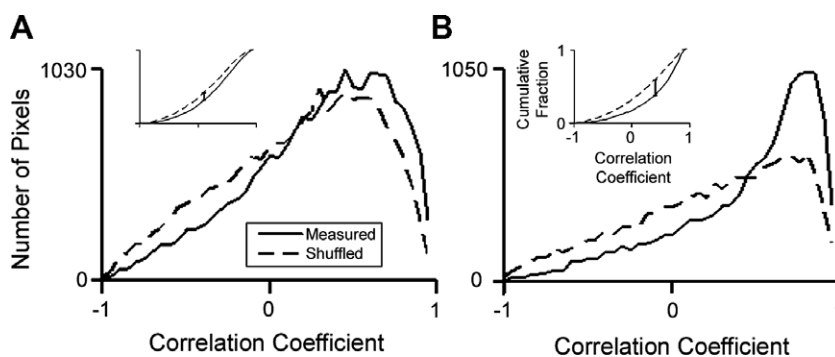 A
1030
Number of Pixels
0
Measured
Shuffled
-1
0
1
Correlation Coefficient
B
1050
Cumulative
Fraction
1
0
-1
0
1
Correlation
Coefficient
0
-1
0
1
Correlation Coefficient